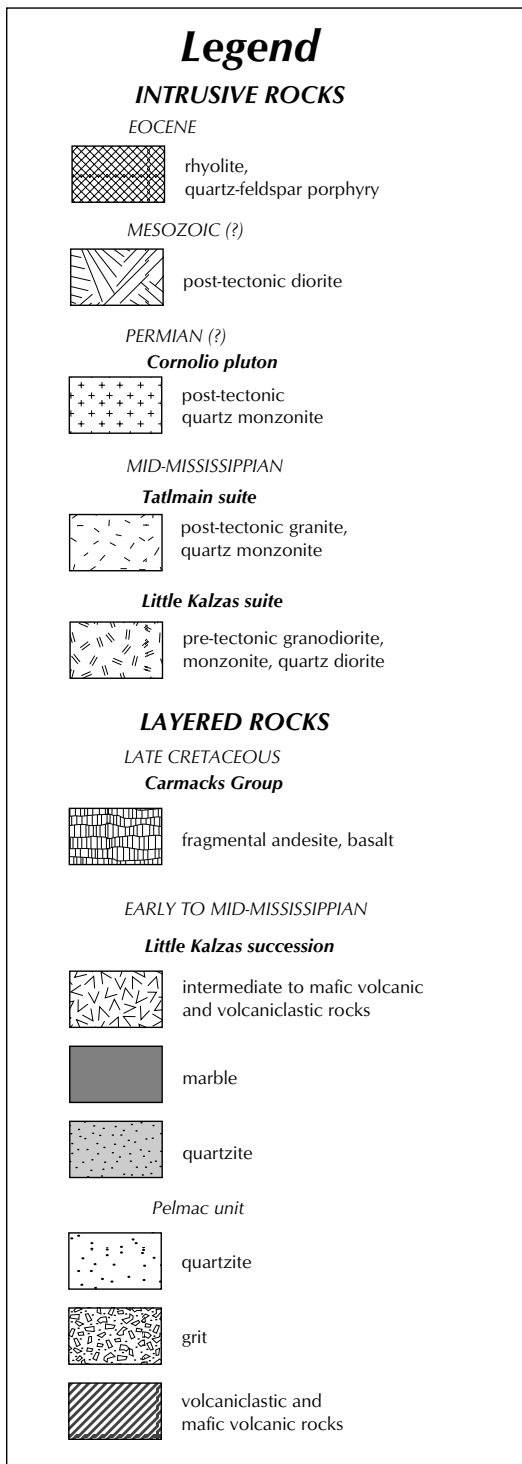 Legend
INTRUSIVE ROCKS
EOCENE
rhyolite,
quartz-feldspar porphyry
MESOZOIC (?)
post-tectonic diorite
PERMIAN (?)
Cornolio pluton
post-tectonic
quartz monzonite
MID-MISSISSIPPIAN
Tatlmain suite
post-tectonic granite,
quartz monzonite
Little Kalzas suite
pre-tectonic granodiorite,
monzonite, quartz diorite
LAYERED ROCKS
LATE CRETACEOUS
Carmacks Group
fragmental andesite, basalt
EARLY TO MID-MISSISSIPPIAN
Little Kalzas succession
intermediate to mafic volcanic
and volcaniclastic rocks
marble
quartzite
Pelmac unit
quartzite
grit
volcaniclastic and
mafic volcanic rocks